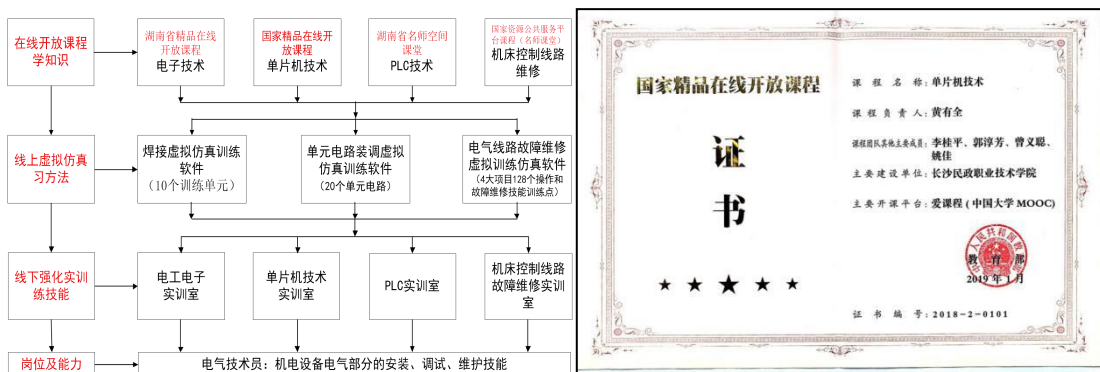 在线开放课程
学知识
湖南省精品在线
开放课程
电子技术
国家精品在线开
放课程
单片机技术
湖南省名师空间
课堂
PLC技术
国家资源公共服务平
台课程（名师课堂）
机床控制线路
维修
线上虚拟仿真
习方法
焊接虚拟仿真训练
软件
（10个训练单元）
单元电路装调虚拟
仿真训练软件
（20个单元电路）
电气线路故障维修
虚拟训练仿真软件
（4大项目128个操作和
故障维修技能训练点）
线下强化实训
练技能
电工电子
实训室
单片机技术
实训室
PLC实训室
机床控制线路
故障维修实训
室
岗位及能力
电气技术员：机电设备电气部分的安装、调试、维护技能
国家精品在线开放课程
证
书
课程名称：单片机技术
课程负责人：黄有全
课程团队其他主要成员：李桂平、郭淳芳、曾义聪、
姚佳
主要建设单位：长沙民政职业技术学院
主要开课平台：爱课程（中国大学MOOC）
中华人民共和国教育部
教育部
2019年1月
证书编号：2018-2-0101